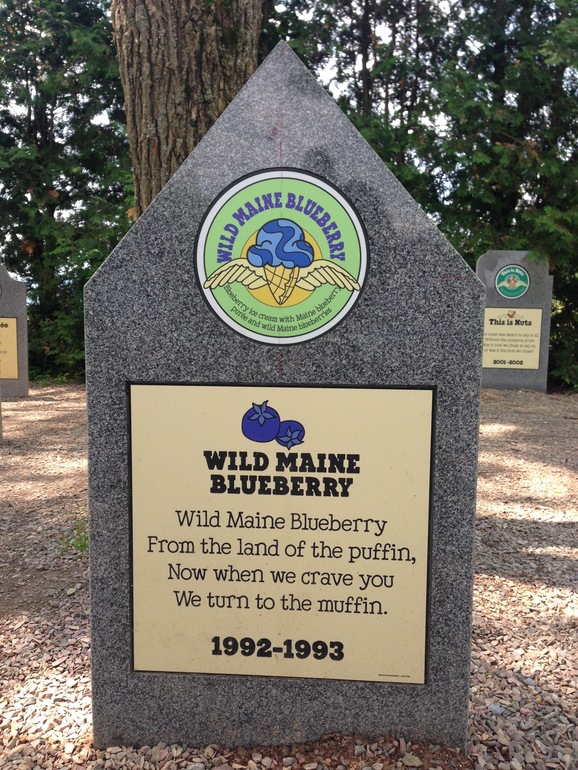 WILD MAINE BLUEBERRY
Blueberry ice cream with Maine blueberry
purée and wild Maine blueberries
WILD MAINE
BLUEBERRY
Wild Maine Blueberry
From the land of the puffin,
Now when we crave you
We turn to the muffin.
1992-1993
This is Nuts
This is Nuts
2001-2002
ée